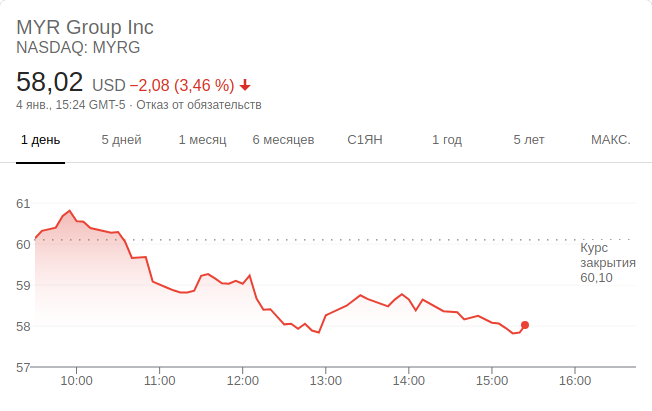 MYR Group Inc
NASDAQ: MYRG
58,02 USD −2,08 (3,46 %)
4 янв., 15:24 GMT-5 · Отказ от обязательств
1 день 5 дней 1 месяц 6 месяцев С1ЯН 1 год 5 лет МАКС.
61
60
Курс
закрытия
60,10
59
58
57
10:00 11:00 12:00 13:00 14:00 15:00 16:00